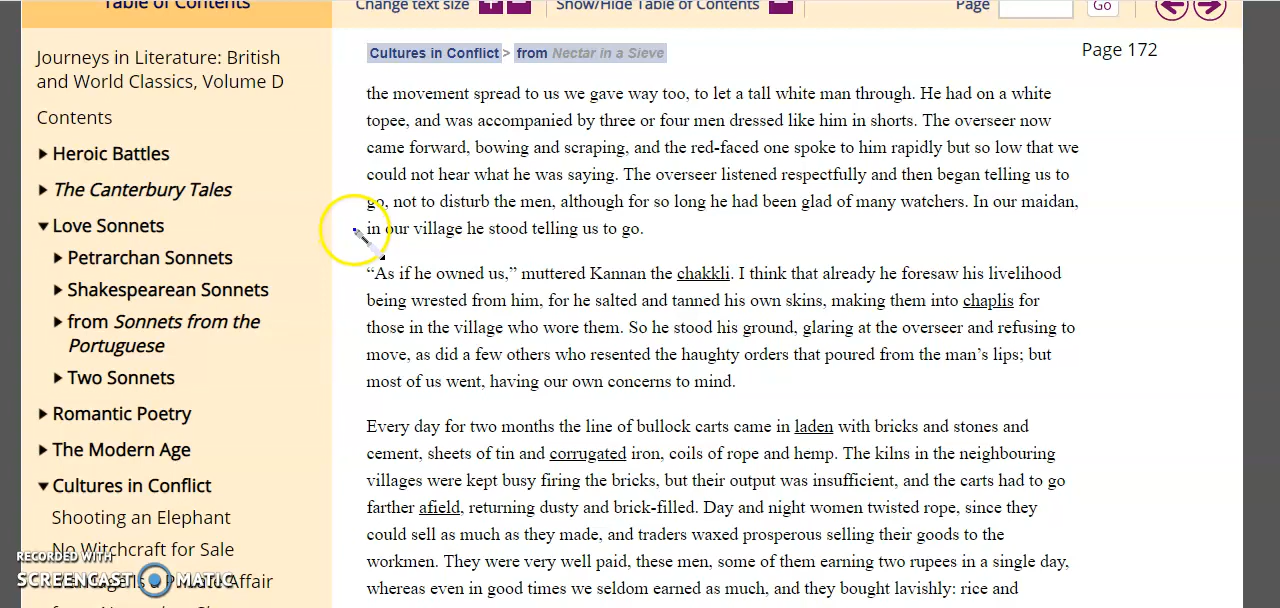 Table of Contents
Change text size
Show/Hide Table of Contents
Page
Go
Journeys in Literature: British
and World Classics, Volume D
Contents
Heroic Battles
The Canterbury Tales
Love Sonnets
Petrarchan Sonnets
Shakespearean Sonnets
from Sonnets from the
Portuguese
Two Sonnets
Romantic Poetry
The Modern Age
Cultures in Conflict
Shooting an Elephant
No Witchcraft for Sale
Marriage Is a Private Affair
RECORDED WITH
SCREENCAST MATIC
Cultures in Conflict > from Nectar in a Sieve
Page 172
the movement spread to us we gave way too, to let a tall white man through. He had on a white
topee, and was accompanied by three or four men dressed like him in shorts. The overseer now
came forward, bowing and scraping, and the red-faced one spoke to him rapidly but so low that we
could not hear what he was saying. The overseer listened respectfully and then began telling us to
go, not to disturb the men, although for so long he had been glad of many watchers. In our maidan,
in our village he stood telling us to go.
“As if he owned us,” muttered Kannan the chakkli. I think that already he foresaw his livelihood
being wrested from him, for he salted and tanned his own skins, making them into chaplis for
those in the village who wore them. So he stood his ground, glaring at the overseer and refusing to
move, as did a few others who resented the haughty orders that poured from the man’s lips; but
most of us went, having our own concerns to mind.
Every day for two months the line of bullock carts came in laden with bricks and stones and
cement, sheets of tin and corrugated iron, coils of rope and hemp. The kilns in the neighbouring
villages were kept busy firing the bricks, but their output was insufficient, and the carts had to go
farther afield, returning dusty and brick-filled. Day and night women twisted rope, since they
could sell as much as they made, and traders waxed prosperous selling their goods to the
workmen. They were very well paid, these men, some of them earning two rupees in a single day,
whereas even in good times we seldom earned as much, and they bought lavishly: rice and